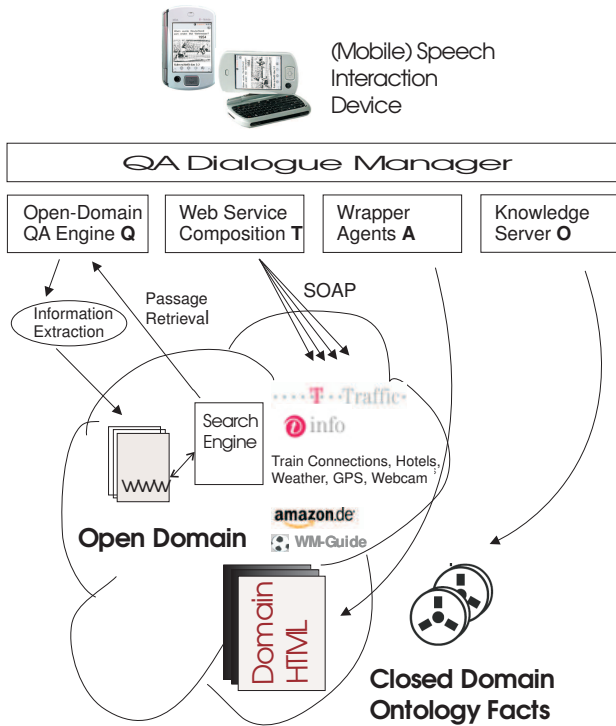 (Mobile) Speech
Interaction
Device
QA Dialogue Manager
Open-Domain
QA Engine Q
Web Service
Composition T
Wrapper
Agents A
Knowledge
Server O
Information
Extraction
Passage
Retrieval
SOAP
Search
Engine
WWW
····T··Traffic·
i info
Train Connections, Hotels,
Weather, GPS, Webcam
amazon.de
WM-Guide
Open Domain
Domain
HTML
Closed Domain
Ontology Facts